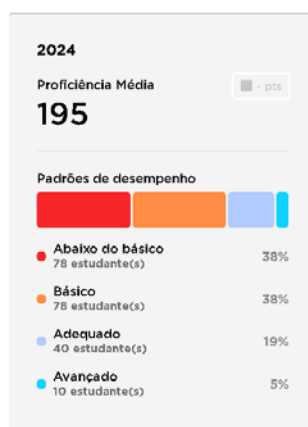 2024
Proficiência Média
- pts
195
Padrões de desempenho
Abaixo do básico
78 estudante(s)
38%
Básico
78 estudante(s)
38%
Adequado
40 estudante(s)
19%
Avançado
10 estudante(s)
5%